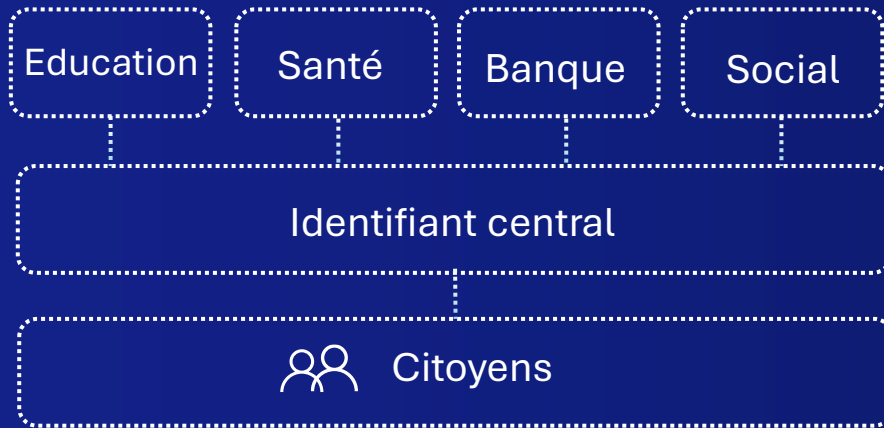 Education
Santé
Banque
Social
Identifiant central
Citoyens